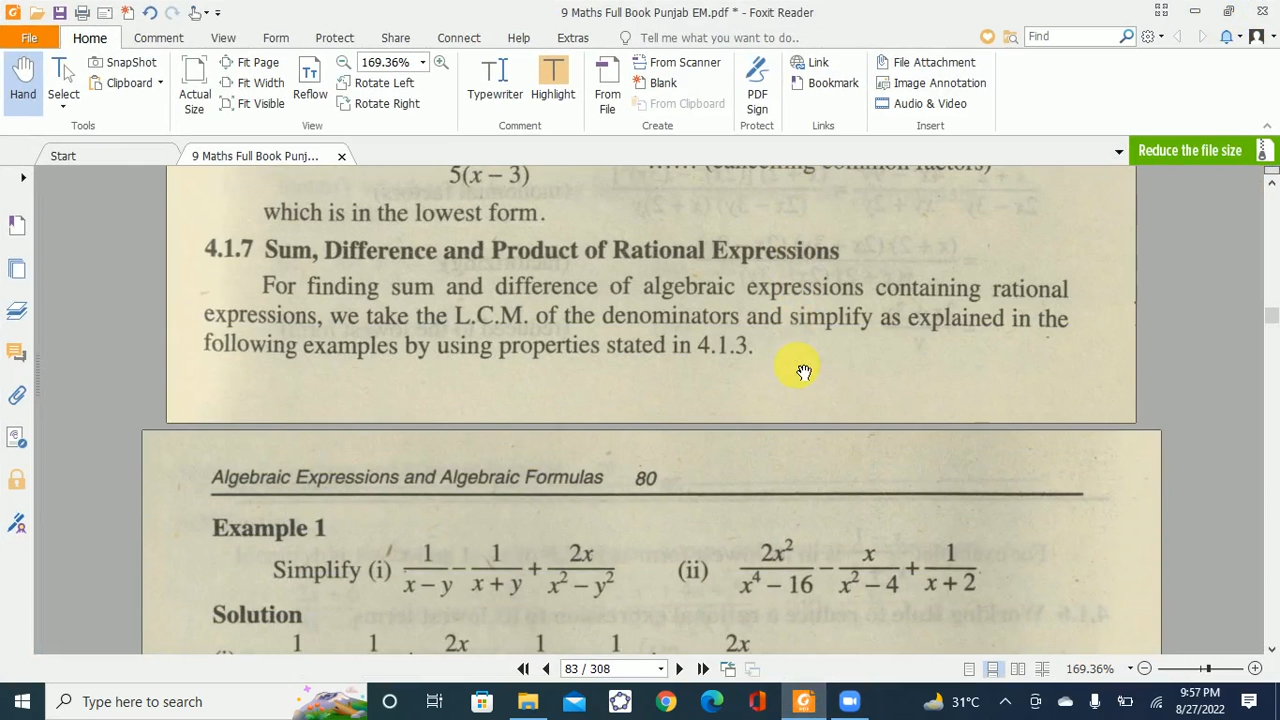 9 Maths Full Book Punjab EM.pdf * - Foxit Reader
File Home Comment View Form Protect Share Connect Help Extras Tell me what you want to do.. Find
Hand Select SnapShot Clipboard Actual Size Fit Page Fit Width Fit Visible Reflow 169.36% Rotate Left Rotate Right Typewriter Highlight From File From Scanner Blank From Clipboard PDF Sign Link Bookmark File Attachment Image Annotation Audio & Video
Tools View Comment Create Protect Links Insert
Start 9 Maths Full Book Punj... Reduce the file size
5(x – 3) (cancelling common factors)
which is in the lowest form.
4.1.7 Sum, Difference and Product of Rational Expressions
For finding sum and difference of algebraic expressions containing rational
expressions, we take the L.C.M. of the denominators and simplify as explained in the
following examples by using properties stated in 4.1.3.
Algebraic Expressions and Algebraic Formulas 80
Example 1
Simplify (i) 1/(x – y) – 1/(x + y) + 2x/(x² – y²) (ii) 2x²/(x⁴ – 16) – x/(x² – 4) + 1/(x + 2)
Solution
1 1 2x 1 1 2x
83 / 308 169.36%
Type here to search 31°C 9:57 PM
8/27/2022